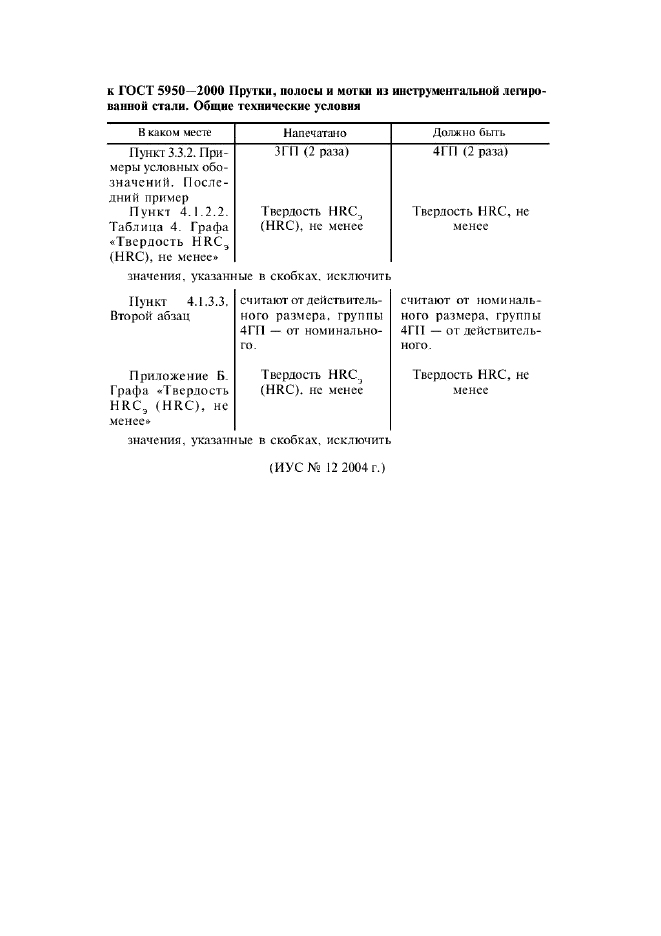 к ГОСТ 5950—2000 Прутки, полосы и мотки из инструментальной легиро-
ванной стали. Общие технические условия
В каком месте Напечатано Должно быть
Пункт 3.3.2. При- 3ГП (2 раза) 4ГП (2 раза)
меры условных обо-
значений. После-
дний пример
Пункт 4.1.2.2. Твердость HRCэ Твердость HRC, не
Таблица 4. Графа (HRC), не менее менее
«Твердость HRCэ
(HRC), не менее»
значения, указанные в скобках, исключить
Пункт 4.1.3.3. считают от действитель- считают от номиналь-
Второй абзац ного размера, группы ного размера, группы
4ГП — от номинально- 4ГП — от действитель-
го. ного.
Приложение Б. Твердость HRCэ Твердость HRC, не
Графа «Твердость (HRC). не менее менее
HRCэ (HRC), не
менее»
значения, указанные в скобках, исключить
(ИУС № 12 2004 г.)